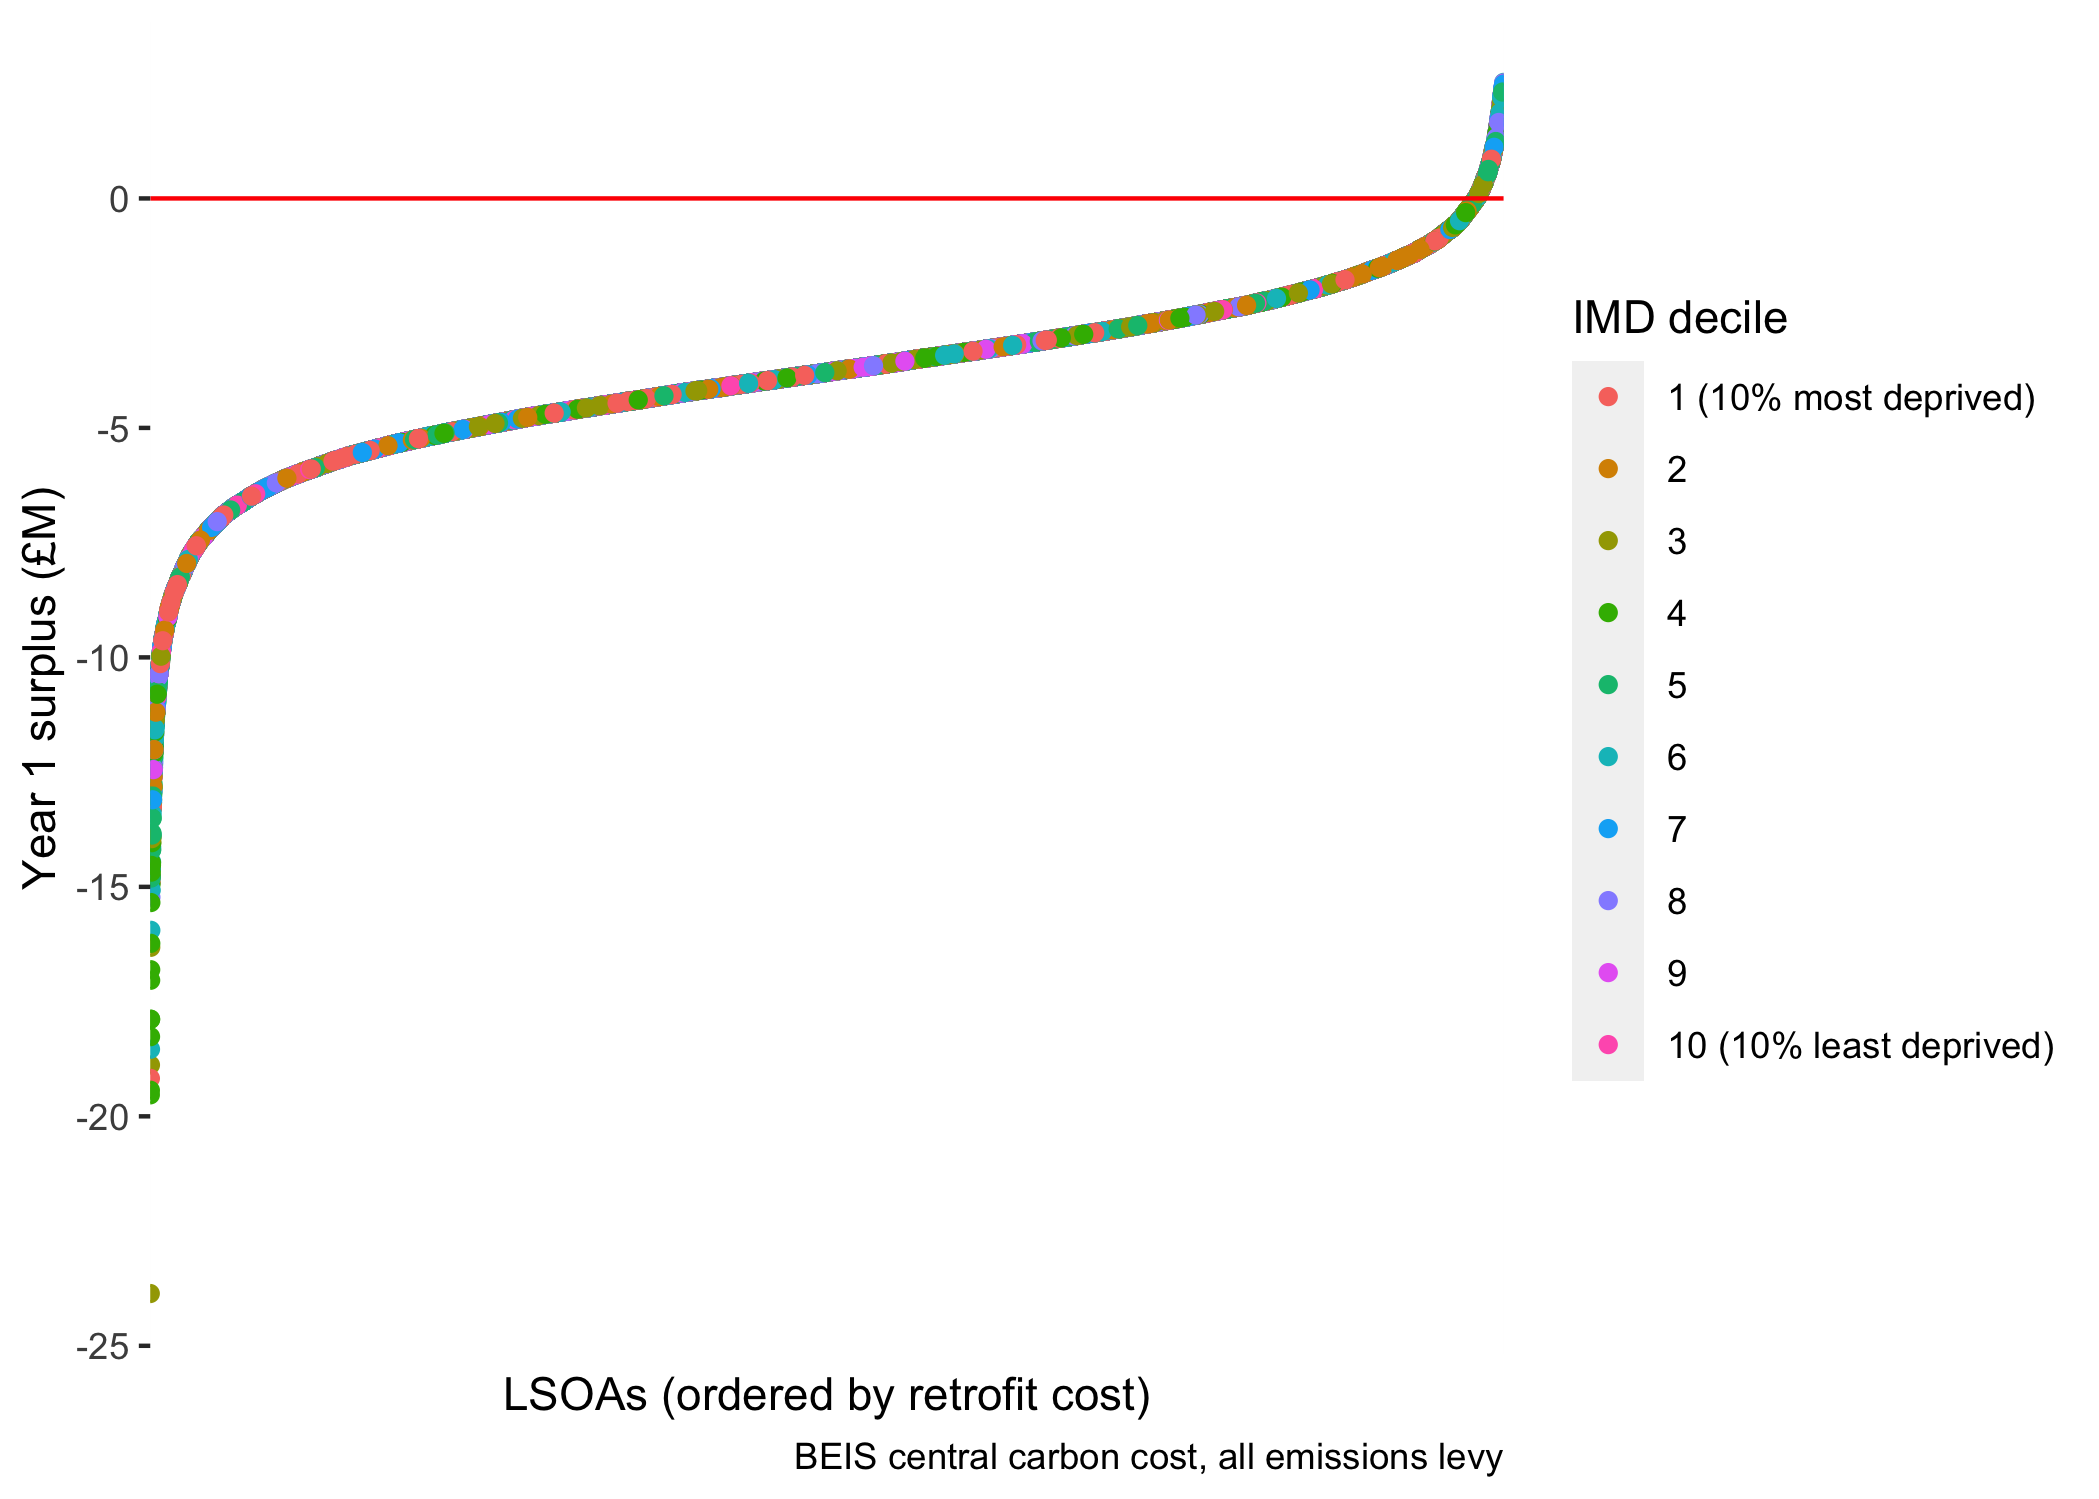 Year 1 surplus (£M)
0
-5
-10
-15
-20
-25
LSOAs (ordered by retrofit cost)
BEIS central carbon cost, all emissions levy
IMD decile
1 (10% most deprived)
2
3
4
5
6
7
8
9
10 (10% least deprived)